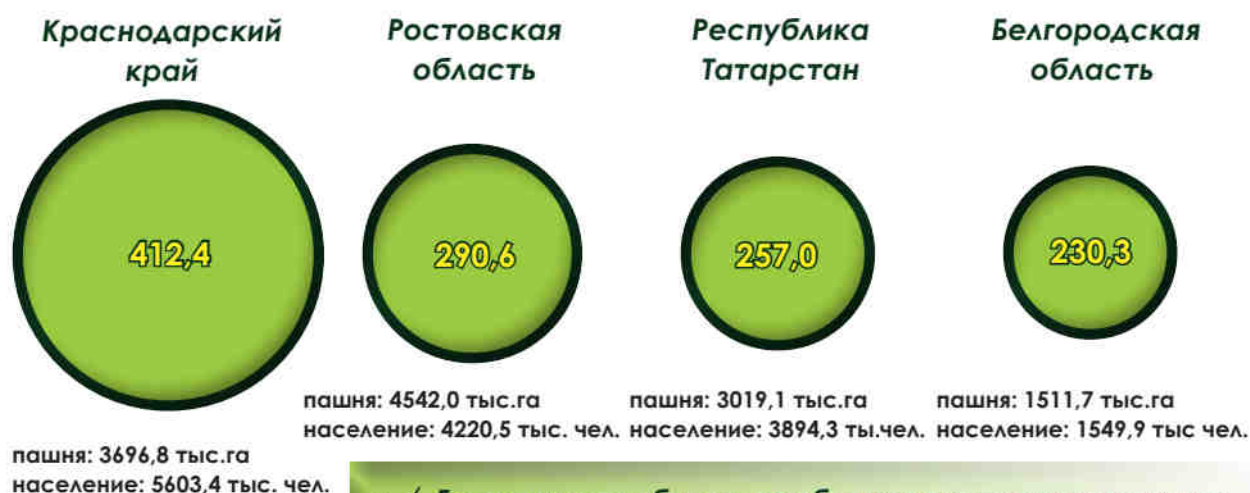 Краснодарский
край
Ростовская
область
Республика
Татарстан
Белгородская
область
412,4
290,6
257,0
230,3
пашня: 3696,8 тыс.га
население: 5603,4 тыс. чел.
пашня: 4542,0 тыс.га
население: 4220,5 тыс. чел.
пашня: 3019,1 тыс.га
население: 3894,3 ты.чел.
пашня: 1511,7 тыс.га
население: 1549,9 тыс чел.